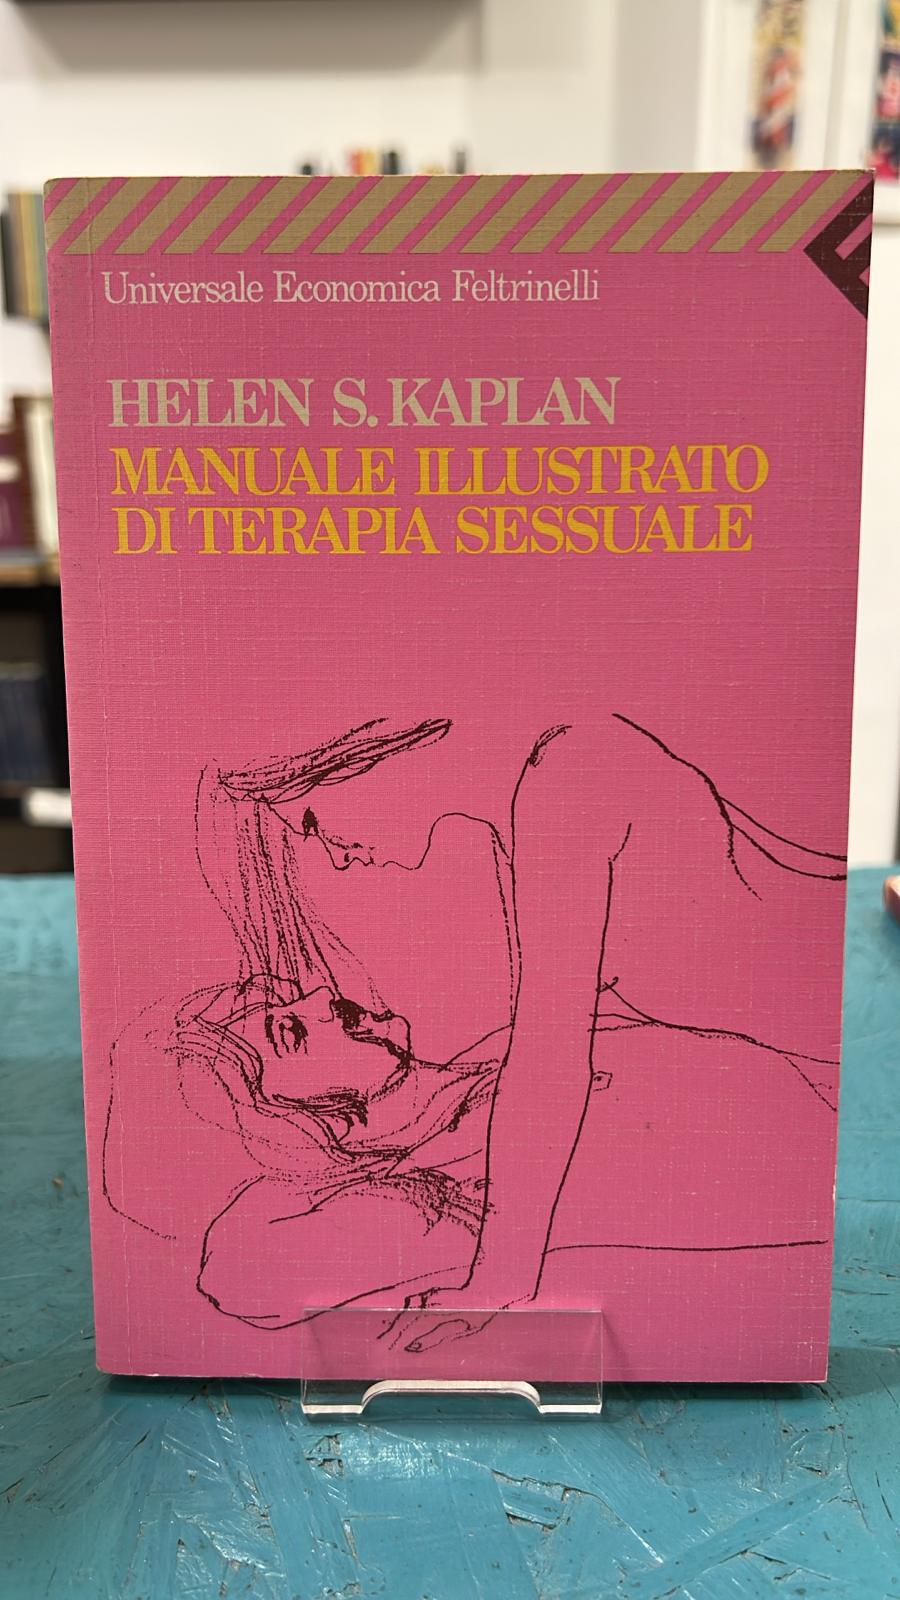 Universale Economica Feltrinelli
HELEN S. KAPLAN
MANUALE ILLUSTRATO
DI TERAPIA SESSUALE